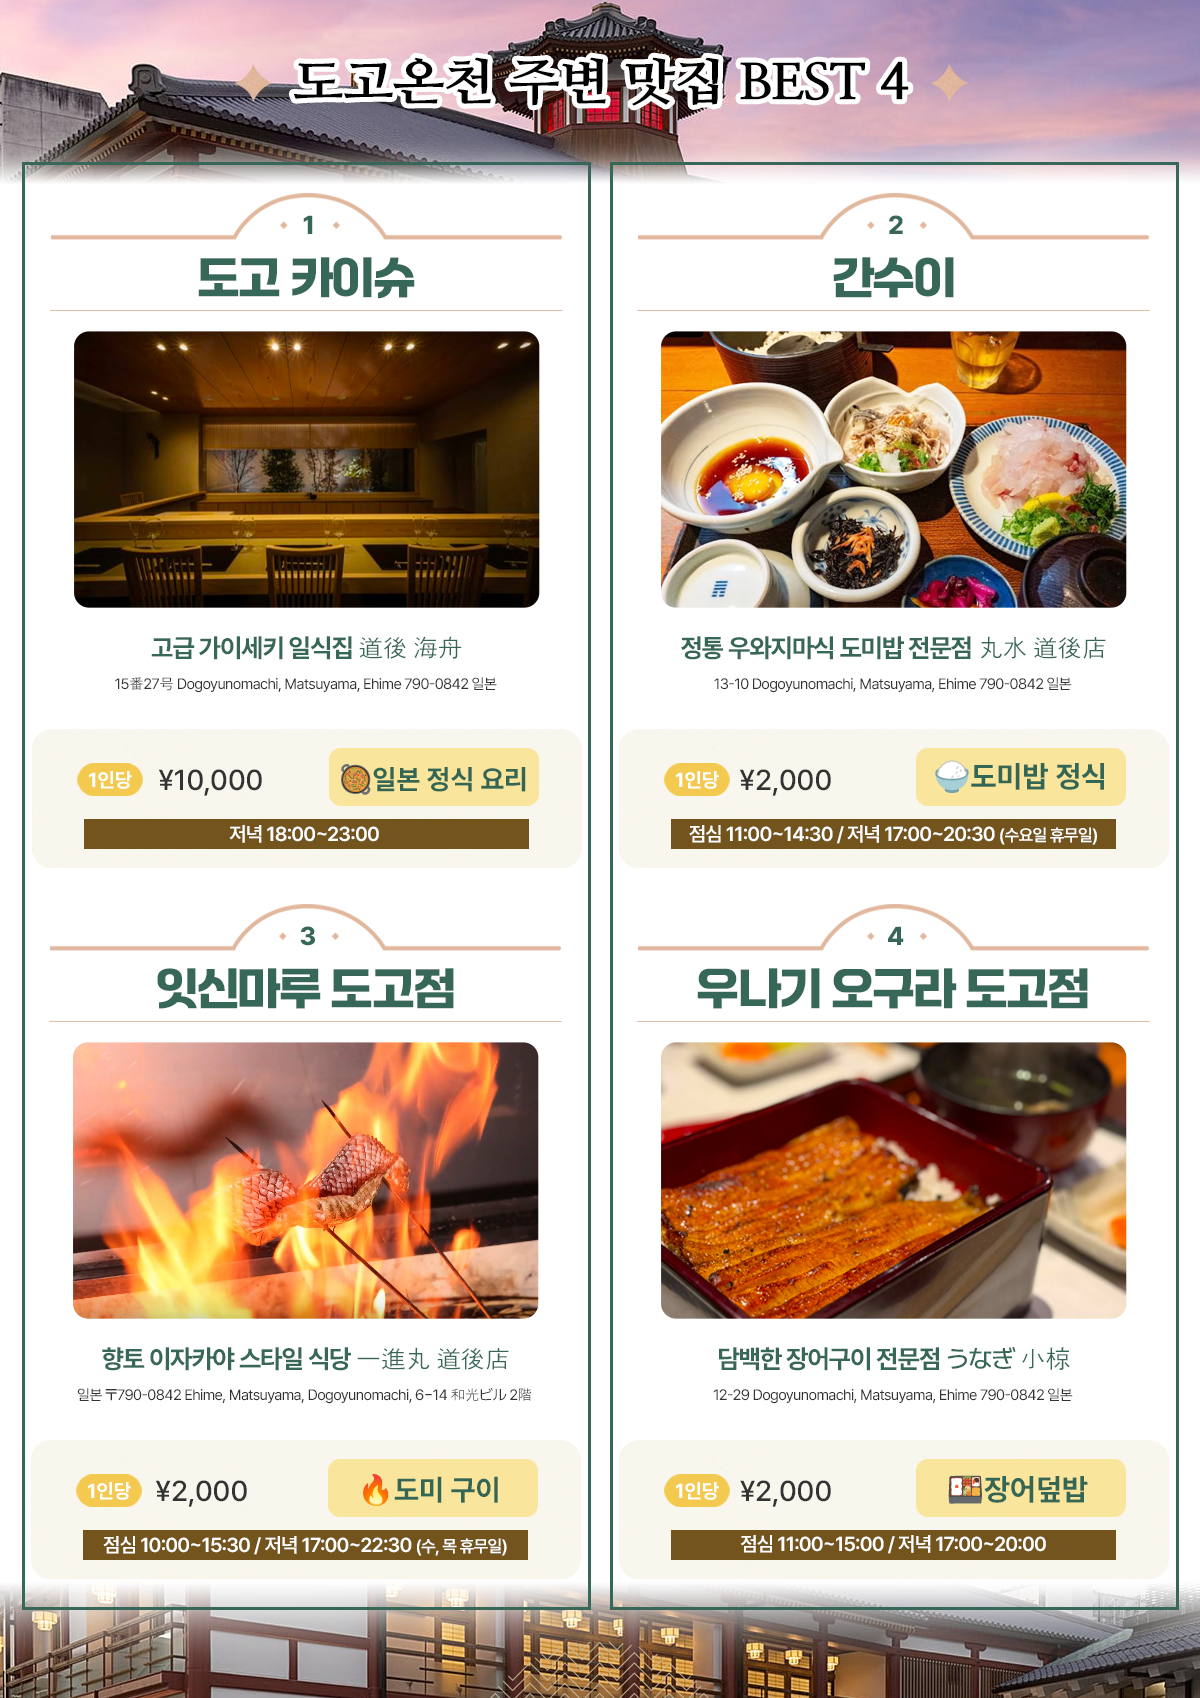 도고온천 주변 맛집 BEST 4
1
도고 카이슈
고급 가이세키 일식집 道後 海舟
15番27号 Dogoyunomachi, Matsuyama, Ehime 790-0842 일본
1인당 ¥10,000
일본 정식 요리
저녁 18:00~23:00
2
간수이
정통 우와지마식 도미밥 전문점 丸水 道後店
13-10 Dogoyunomachi, Matsuyama, Ehime 790-0842 일본
1인당 ¥2,000
도미밥 정식
점심 11:00~14:30 / 저녁 17:00~20:30 (수요일 휴무일)
3
잇신마루 도고점
향토 이자카야 스타일 식당 一進丸 道後店
일본 〒790-0842 Ehime, Matsuyama, Dogoyunomachi, 6−14 和光ビル 2階
1인당 ¥2,000
도미 구이
점심 10:00~15:30 / 저녁 17:00~22:30 (수, 목 휴무일)
4
우나기 오구라 도고점
담백한 장어구이 전문점 うなぎ 小椋
12-29 Dogoyunomachi, Matsuyama, Ehime 790-0842 일본
1인당 ¥2,000
장어덮밥
점심 11:00~15:00 / 저녁 17:00~20:00